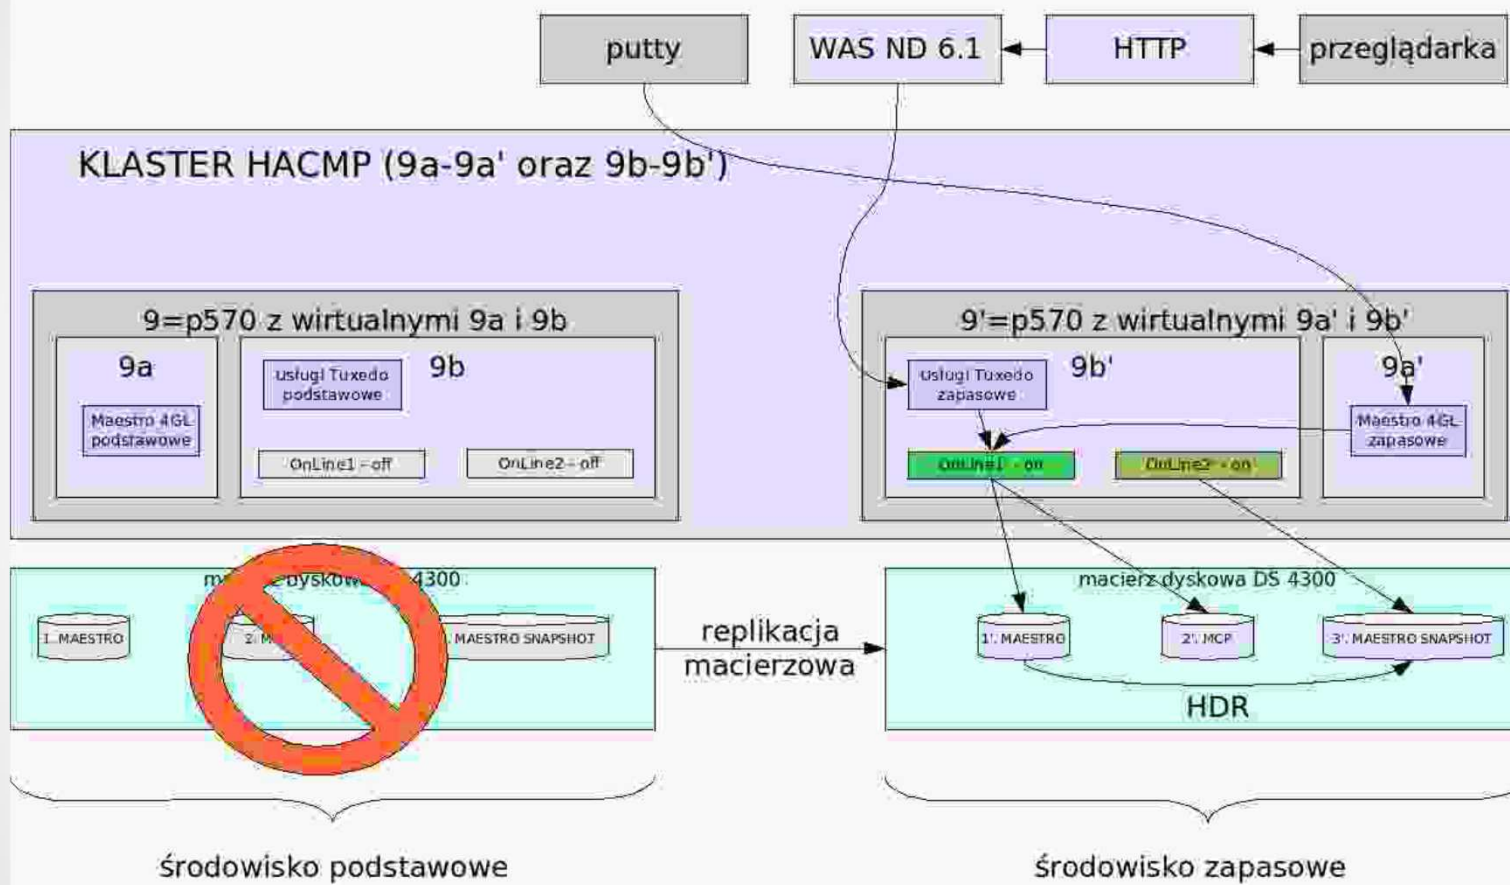 putty
WAS ND 6.1
HTTP
przeglądarka
KLASTER HACMP (9a-9a' oraz 9b-9b')
9=p570 z wirtualnymi 9a i 9b
9a
Maestro 4GL
podstawowe
9b
usługi Tuxedo
podstawowe
OnLine1 - off
OnLine2 - off
9'=p570 z wirtualnymi 9a' i 9b'
9b'
usługi Tuxedo
zapasowe
OnLine1' - on
OnLine2' - on
9a'
Maestro 4GL
zapasowe
4300
1. MAESTRO
2.
MAESTRO SNAPSHOT
replikacja
macierzowa
macierz dyskowa DS 4300
1'. MAESTRO
2'. MCP
3'. MAESTRO SNAPSHOT
HDR
środowisko podstawowe
środowisko zapasowe